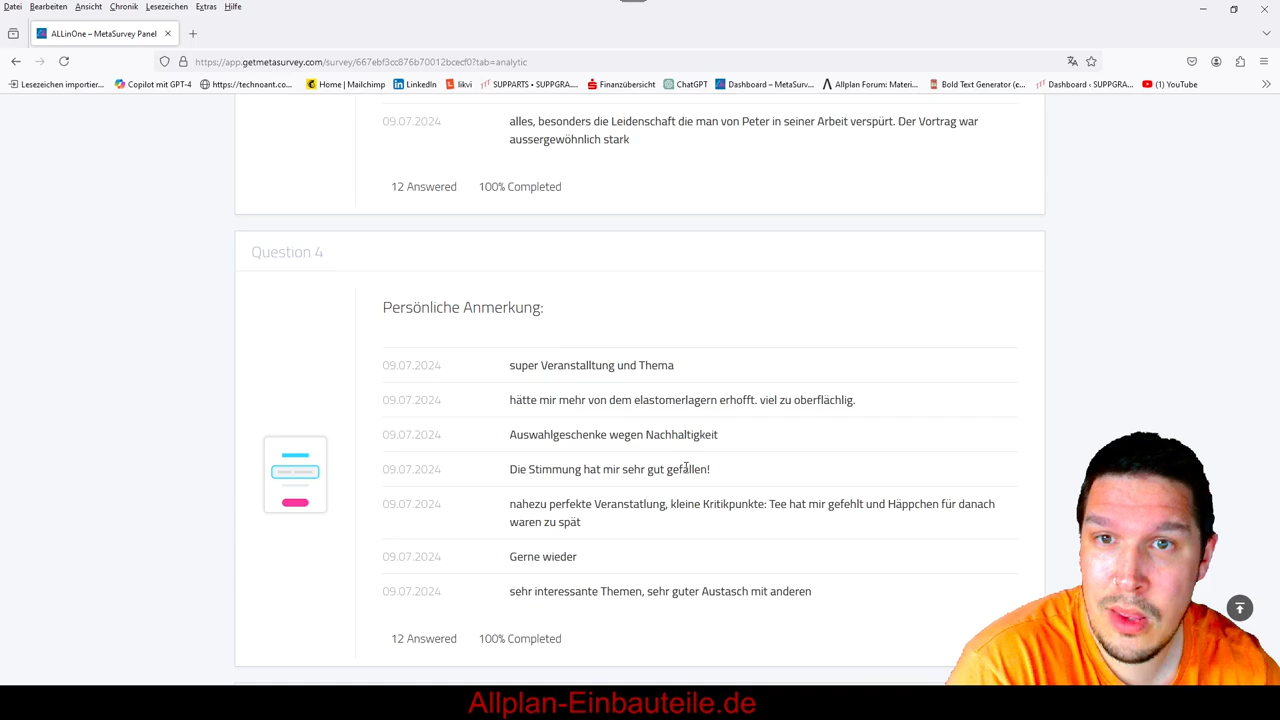 Datei Bearbeiten Ansicht Chronik Lesezeichen Extras Hilfe
ALLinOne – MetaSurvey Panel
https://app.getmetasurvey.com/survey/667ebf3cc876b70012bcecf0?tab=analytic
Lesezeichen importier... Copilot mit GPT-4 https://technoant.co... Home | Mailchimp LinkedIn likvi SUPPARTS • SUPPGRA... Finanzübersicht ChatGPT Dashboard – MetaSurv... Allplan Forum: Materi... Bold Text Generator (e... Dashboard ‹ SUPPGRA... (1) YouTube
09.07.2024 alles, besonders die Leidenschaft die man von Peter in seiner Arbeit verspürt. Der Vortrag war
aussergewöhnlich stark
12 Answered 100% Completed
Question 4
Persönliche Anmerkung:
09.07.2024 super Veranstalltung und Thema
09.07.2024 hätte mir mehr von dem elastomerlagern erhofft. viel zu oberflächlig.
09.07.2024 Auswahlgeschenke wegen Nachhaltigkeit
09.07.2024 Die Stimmung hat mir sehr gut gefallen!
09.07.2024 nahezu perfekte Veranstatlung, kleine Kritikpunkte: Tee hat mir gefehlt und Häppchen für danach
waren zu spät
09.07.2024 Gerne wieder
09.07.2024 sehr interessante Themen, sehr guter Austasch mit anderen
12 Answered 100% Completed
Allplan-Einbauteile.de